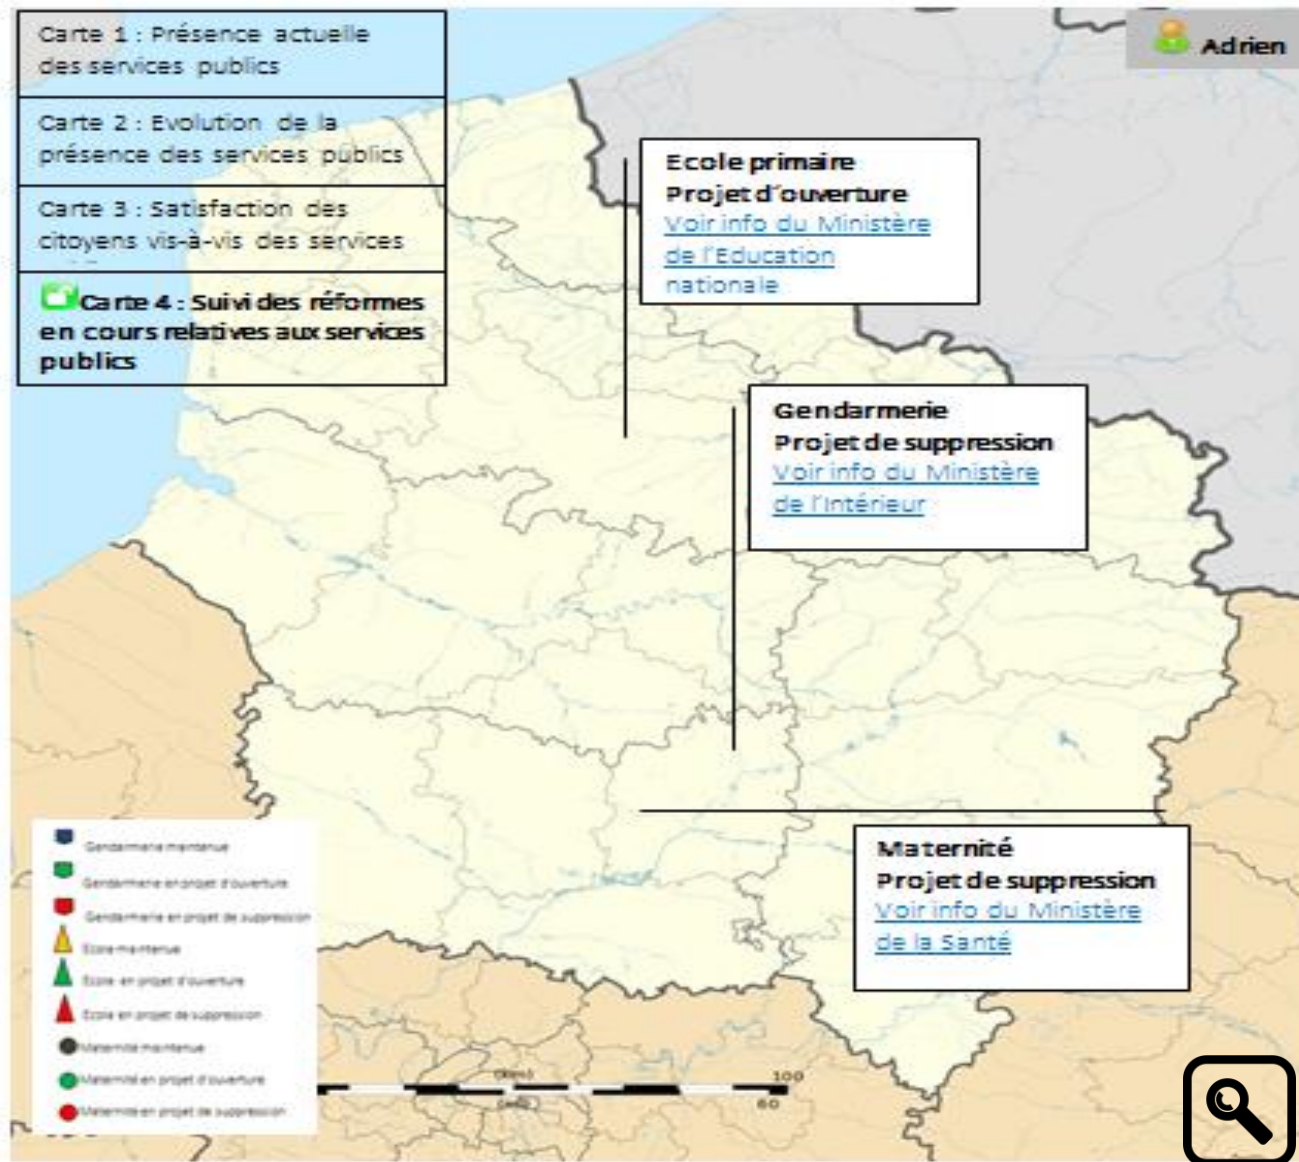 Carte 1 : Présence actuelle
des services publics
Carte 2 : Evolution de la
présence des services publics
Carte 3 : Satisfaction des
citoyens vis-à-vis des services
Carte 4 : Suivi des réformes
en cours relatives aux services
publics
Adrien
Ecole primaire
Projet d'ouverture
Voir info du Ministère
de l'Education
nationale
Gendarmerie
Projet de suppression
Voir info du Ministère
de l'Intérieur
Maternité
Projet de suppression
Voir info du Ministère
de la Santé
Gendarmerie maintenue
Gendarmerie en projet d'ouverture
Gendarmerie en projet de suppression
Ecole maintenue
Ecole en projet d'ouverture
Ecole en projet de suppression
Maternité maintenue
Maternité en projet d'ouverture
Maternité en projet de suppression
(km)
100
60